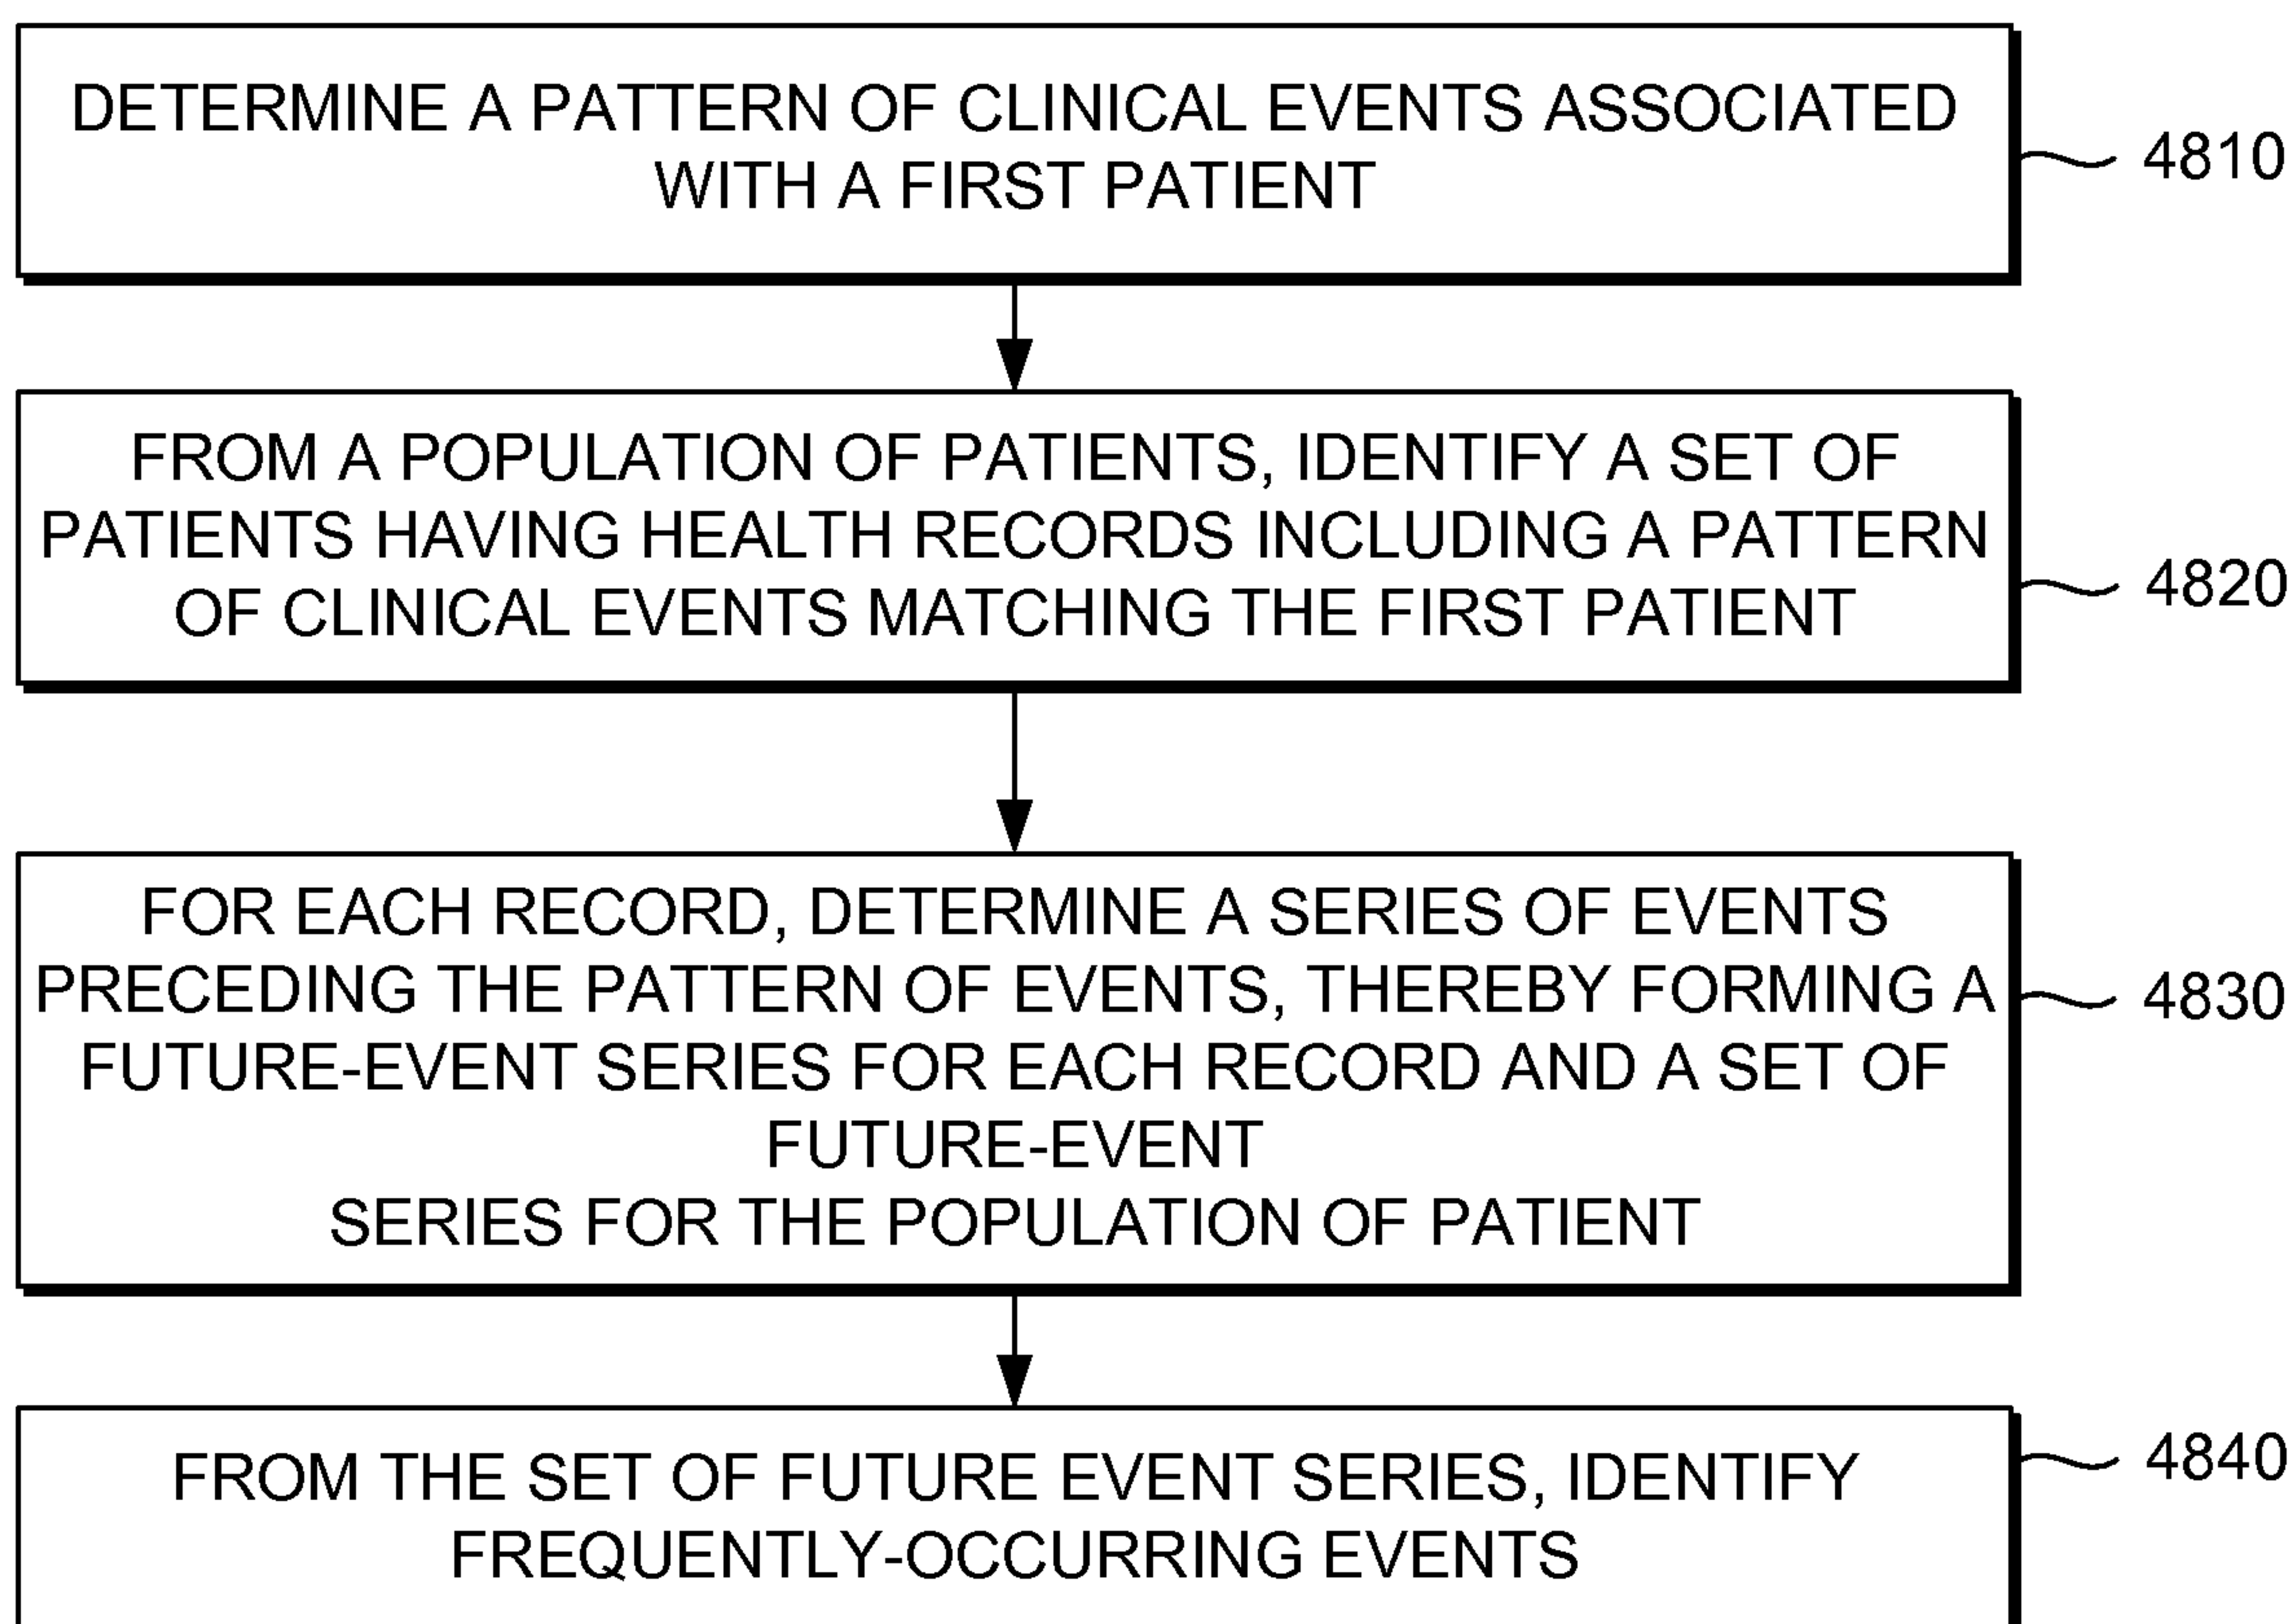 DETERMINE A PATTERN OF CLINICAL EVENTS ASSOCIATED
WITH A FIRST PATIENT
4810
FROM A POPULATION OF PATIENTS, IDENTIFY A SET OF
PATIENTS HAVING HEALTH RECORDS INCLUDING A PATTERN
OF CLINICAL EVENTS MATCHING THE FIRST PATIENT
4820
FOR EACH RECORD, DETERMINE A SERIES OF EVENTS
PRECEDING THE PATTERN OF EVENTS, THEREBY FORMING A
FUTURE-EVENT SERIES FOR EACH RECORD AND A SET OF
FUTURE-EVENT
SERIES FOR THE POPULATION OF PATIENT
4830
FROM THE SET OF FUTURE EVENT SERIES, IDENTIFY
FREQUENTLY-OCCURRING EVENTS
4840